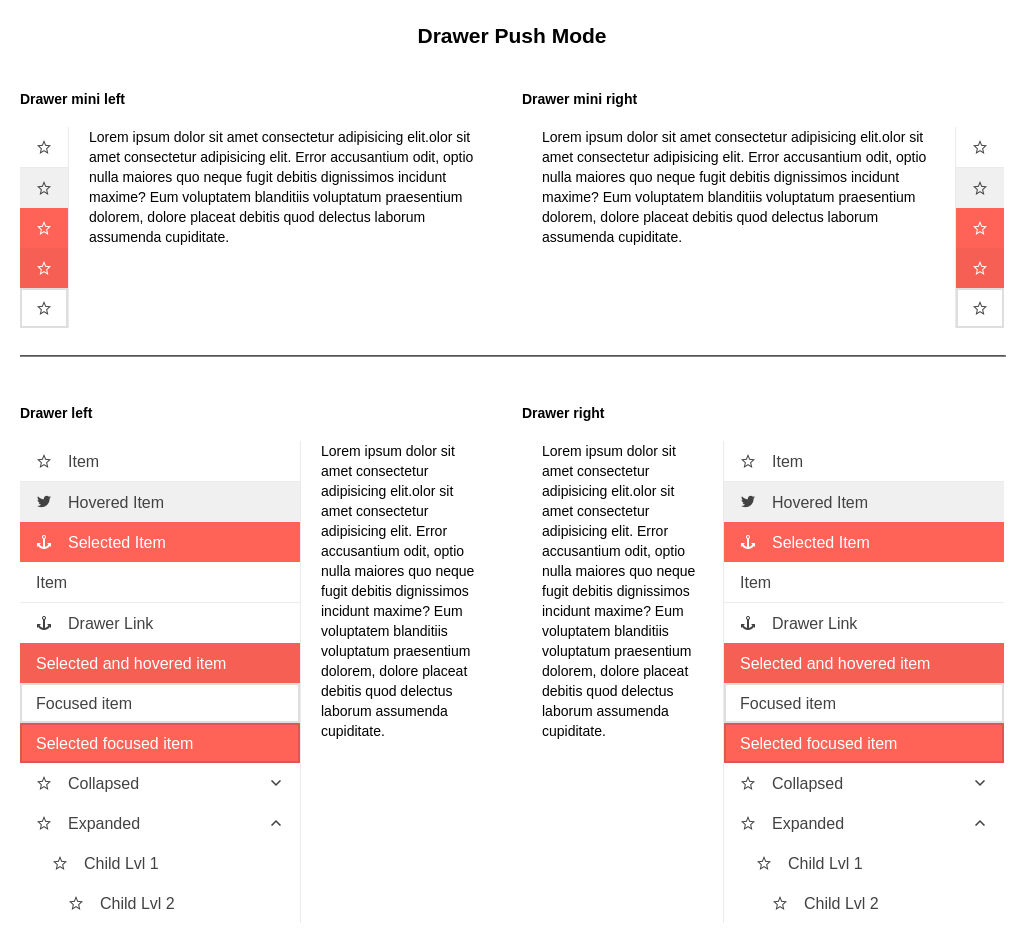 Drawer Push Mode
Drawer mini left
Lorem ipsum dolor sit amet consectetur adipisicing elit.olor sit
amet consectetur adipisicing elit. Error accusantium odit, optio
nulla maiores quo neque fugit debitis dignissimos incidunt
maxime? Eum voluptatem blanditiis voluptatum praesentium
dolorem, dolore placeat debitis quod delectus laborum
assumenda cupiditate.
Drawer mini right
Lorem ipsum dolor sit amet consectetur adipisicing elit.olor sit
amet consectetur adipisicing elit. Error accusantium odit, optio
nulla maiores quo neque fugit debitis dignissimos incidunt
maxime? Eum voluptatem blanditiis voluptatum praesentium
dolorem, dolore placeat debitis quod delectus laborum
assumenda cupiditate.
Drawer left
Item
Hovered Item
Selected Item
Item
Drawer Link
Selected and hovered item
Focused item
Selected focused item
Collapsed
Expanded
Child Lvl 1
Child Lvl 2
Lorem ipsum dolor sit
amet consectetur
adipisicing elit.olor sit
amet consectetur
adipisicing elit. Error
accusantium odit, optio
nulla maiores quo neque
fugit debitis dignissimos
incidunt maxime? Eum
voluptatem blanditiis
voluptatum praesentium
dolorem, dolore placeat
debitis quod delectus
laborum assumenda
cupiditate.
Drawer right
Lorem ipsum dolor sit
amet consectetur
adipisicing elit.olor sit
amet consectetur
adipisicing elit. Error
accusantium odit, optio
nulla maiores quo neque
fugit debitis dignissimos
incidunt maxime? Eum
voluptatem blanditiis
voluptatum praesentium
dolorem, dolore placeat
debitis quod delectus
laborum assumenda
cupiditate.
Item
Hovered Item
Selected Item
Item
Drawer Link
Selected and hovered item
Focused item
Selected focused item
Collapsed
Expanded
Child Lvl 1
Child Lvl 2